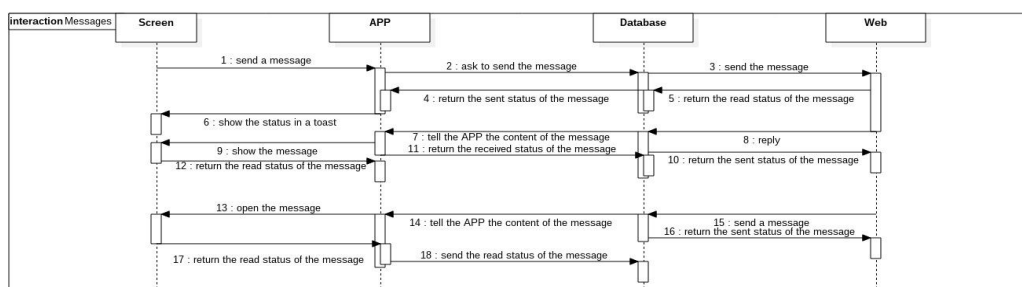 interaction Messages
Screen
APP
Database
Web
1 : send a message
2 : ask to send the message
3 : send the message
4 : return the sent status of the message
5 : return the read status of the message
6 : show the status in a toast
7 : tell the APP the content of the message
8 : reply
9 : show the message
11 : return the received status of the message
10 : return the sent status of the message
12 : return the read status of the message
13 : open the message
14 : tell the APP the content of the message
15 : send a message
16 : return the sent status of the message
17 : return the read status of the message
18 : send the read status of the message